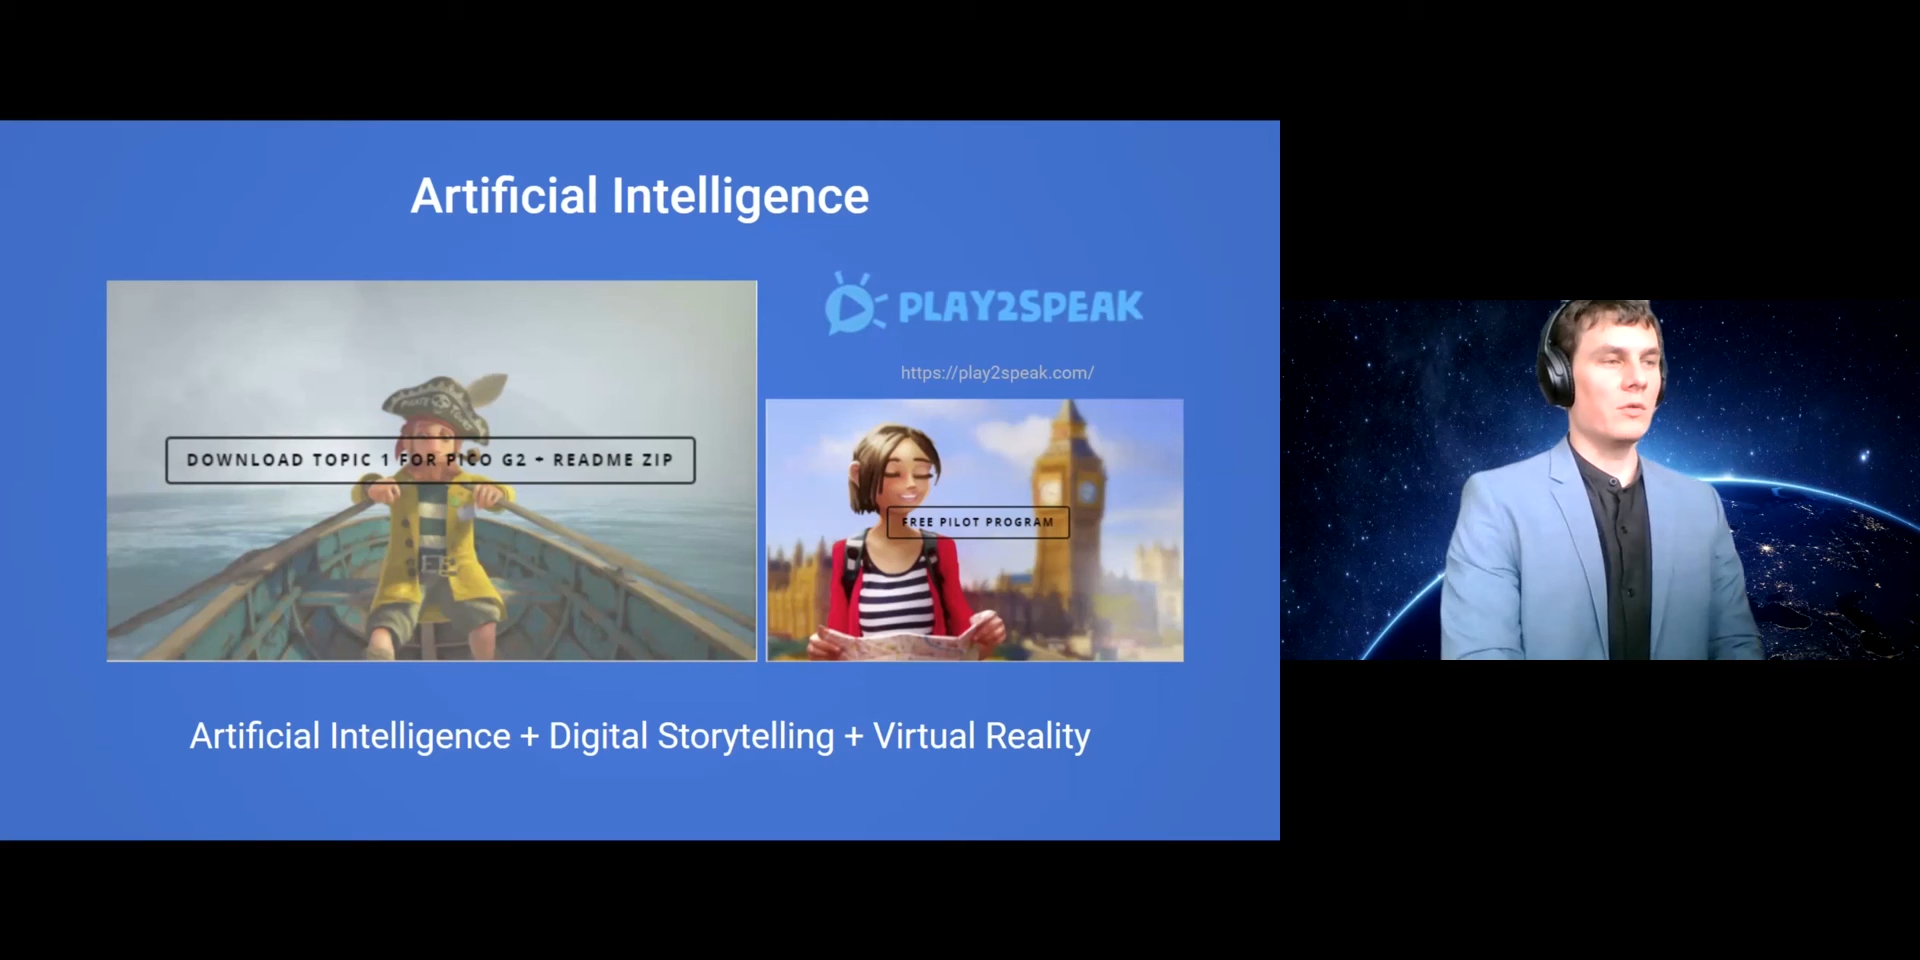 Artificial Intelligence
PLAY2SPEAK
https://play2speak.com/
DOWNLOAD TOPIC 1 FOR PICO G2 + README ZIP
FREE PILOT PROGRAM
Artificial Intelligence + Digital Storytelling + Virtual Reality